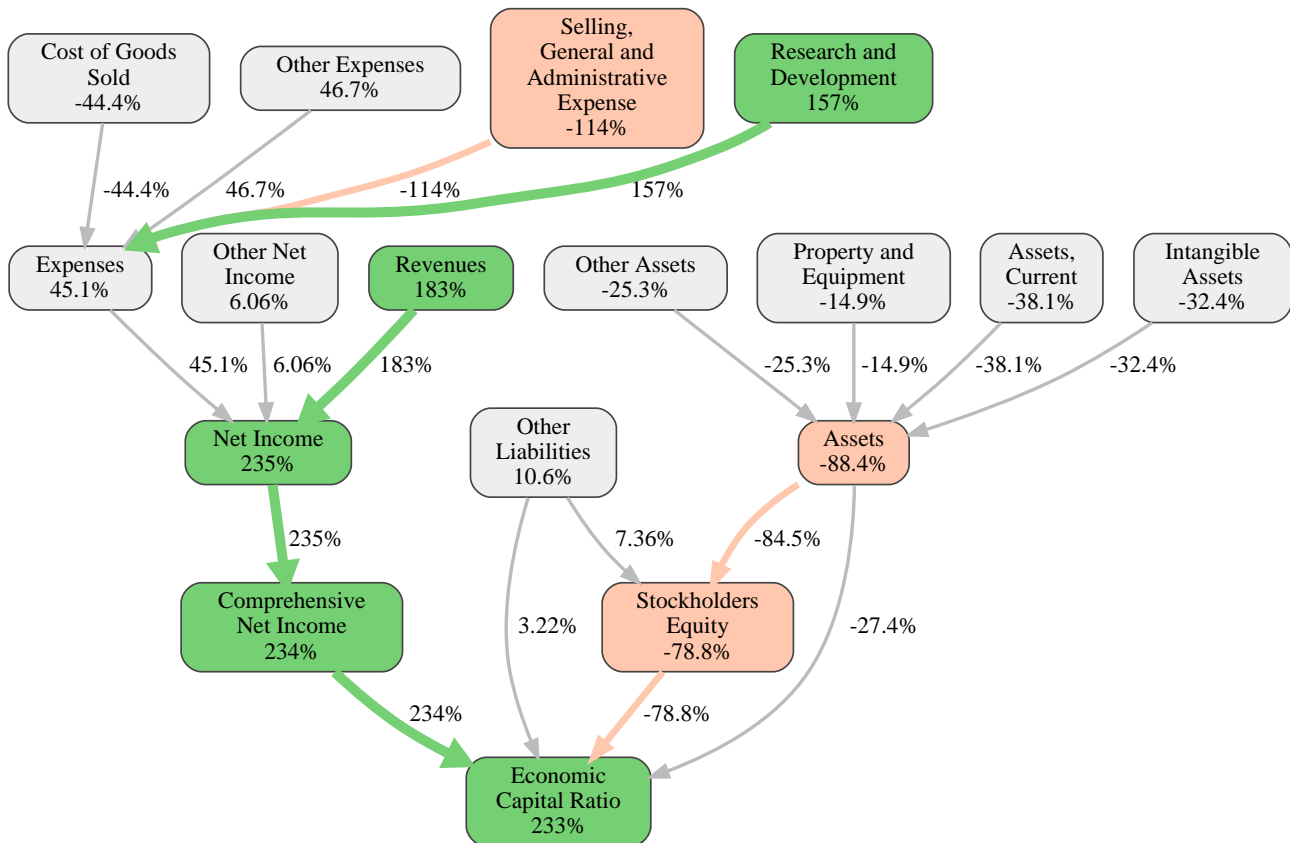 Cost of Goods
Sold
-44.4%
Other Expenses
46.7%
Selling,
General and
Administrative
Expense
-114%
Research and
Development
157%
-44.4%
46.7%
-114%
157%
Expenses
45.1%
Other Net
Income
6.06%
Revenues
183%
Other Assets
-25.3%
Property and
Equipment
-14.9%
Assets,
Current
-38.1%
Intangible
Assets
-32.4%
45.1%
6.06%
183%
-25.3%
-14.9%
-38.1%
-32.4%
Net Income
235%
Other
Liabilities
10.6%
Assets
-88.4%
235%
7.36%
-84.5%
Comprehensive
Net Income
234%
3.22%
Stockholders
Equity
-78.8%
-27.4%
234%
-78.8%
Economic
Capital Ratio
233%